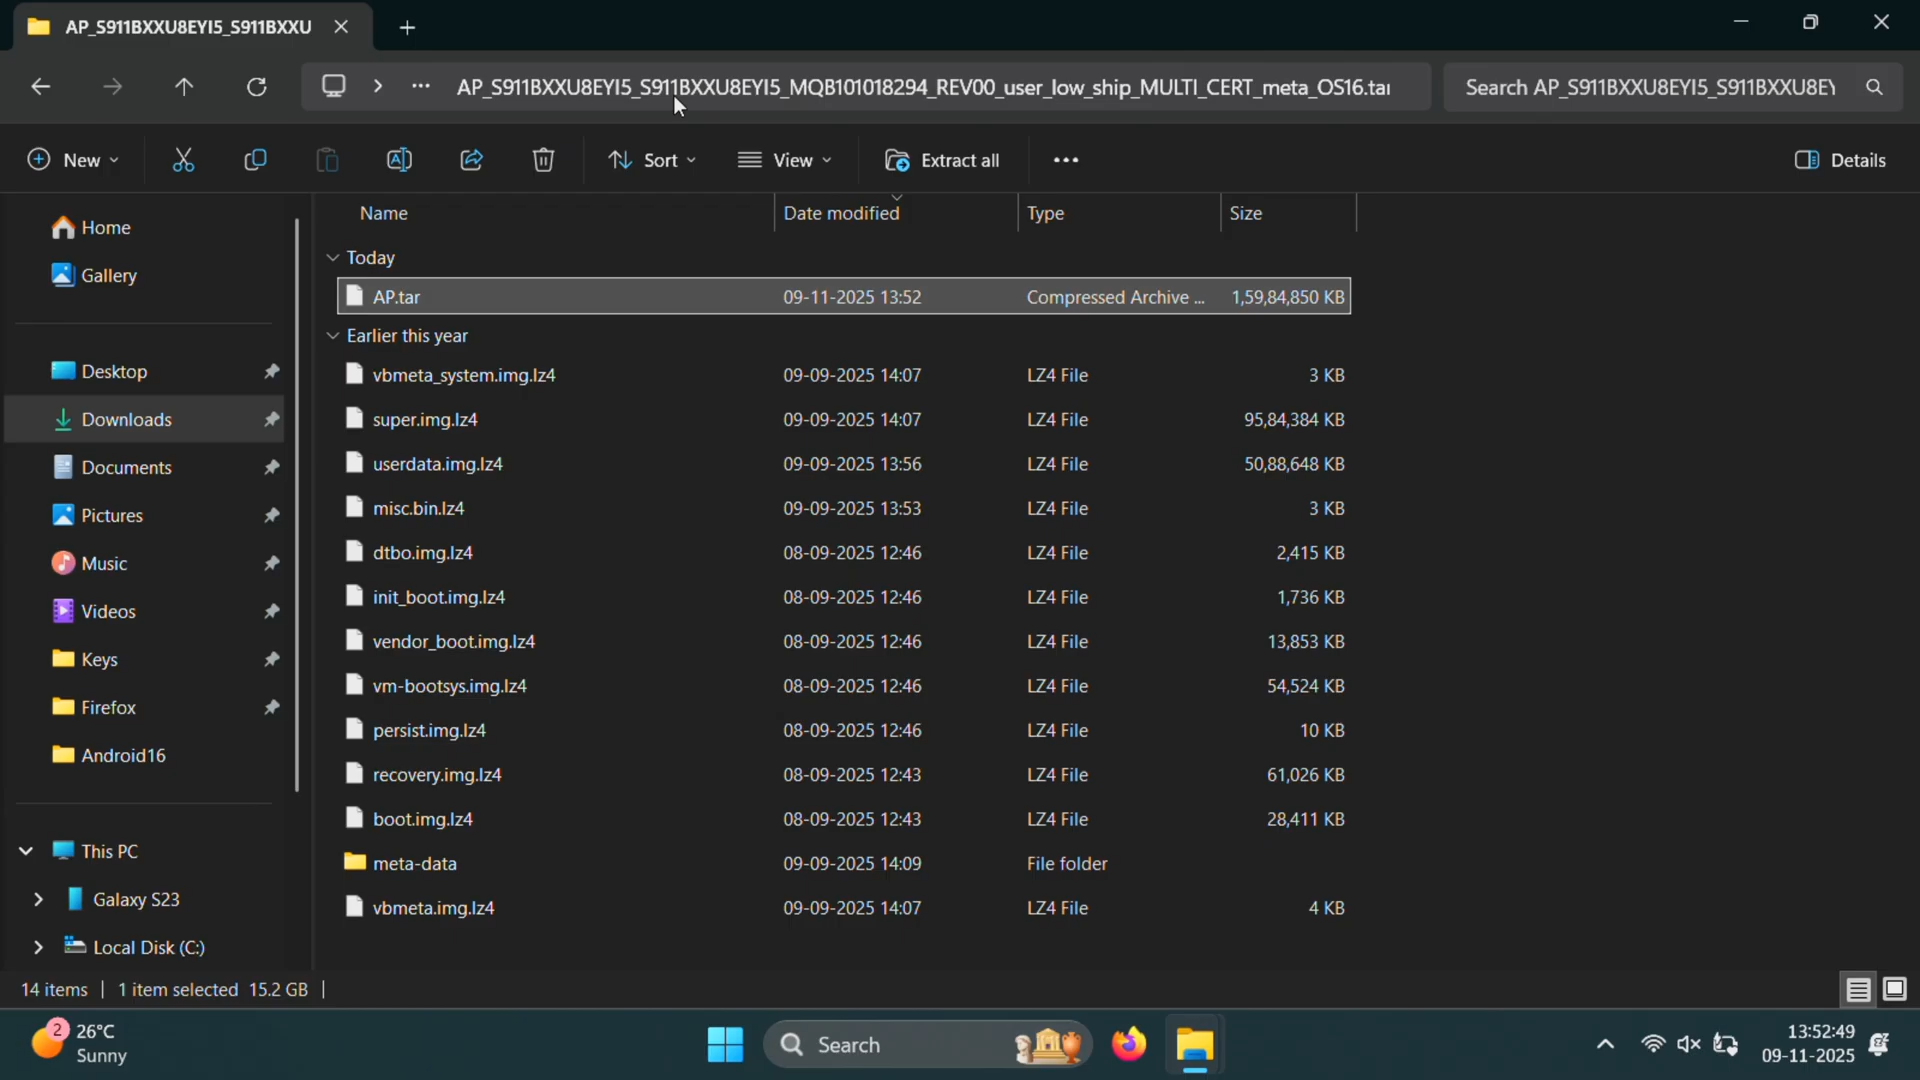 AP_S911BXXU8EYI5_S911BXXU
AP_S911BXXU8EYI5_S911BXXU8EYI5_MQB101018294_REV00_user_low_ship_MULTI_CERT_meta_OS16.tar
Search AP_S911BXXU8EYI5_S911BXXU8EY
New
Sort
View
Extract all
Details
Name Date modified Type Size
Today
AP.tar 09-11-2025 13:52 Compressed Archive ... 1,59,84,850 KB
Earlier this year
vbmeta_system.img.lz4 09-09-2025 14:07 LZ4 File 3 KB
super.img.lz4 09-09-2025 14:07 LZ4 File 95,84,384 KB
userdata.img.lz4 09-09-2025 13:56 LZ4 File 50,88,648 KB
misc.bin.lz4 09-09-2025 13:53 LZ4 File 3 KB
dtbo.img.lz4 08-09-2025 12:46 LZ4 File 2,415 KB
init_boot.img.lz4 08-09-2025 12:46 LZ4 File 1,736 KB
vendor_boot.img.lz4 08-09-2025 12:46 LZ4 File 13,853 KB
vm-bootsys.img.lz4 08-09-2025 12:46 LZ4 File 54,524 KB
persist.img.lz4 08-09-2025 12:46 LZ4 File 10 KB
recovery.img.lz4 08-09-2025 12:43 LZ4 File 61,026 KB
boot.img.lz4 08-09-2025 12:43 LZ4 File 28,411 KB
meta-data 09-09-2025 14:09 File folder
vbmeta.img.lz4 09-09-2025 14:07 LZ4 File 4 KB
Home
Gallery
Desktop
Downloads
Documents
Pictures
Music
Videos
Keys
Firefox
Android16
This PC
Galaxy S23
Local Disk (C:)
14 items 1 item selected 15.2 GB
2
26°C
Sunny
Search
13:52:49
09-11-2025